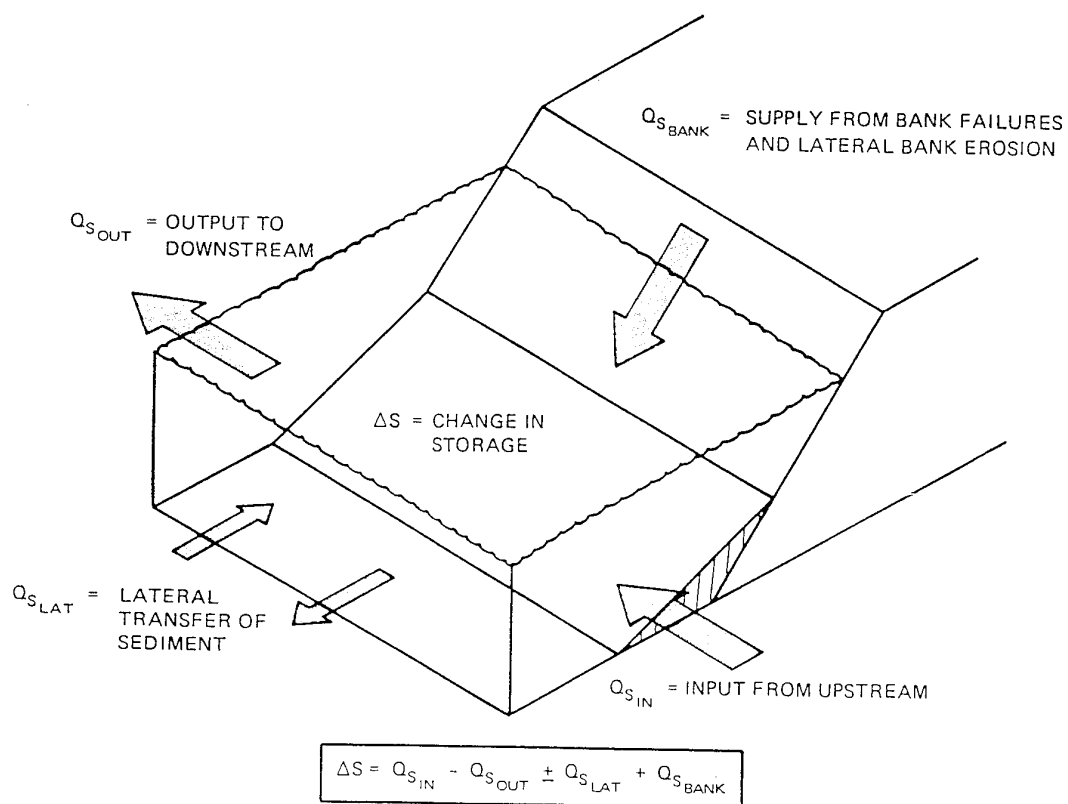 Q_S_BANK = SUPPLY FROM BANK FAILURES
AND LATERAL BANK EROSION
Q_S_OUT = OUTPUT TO
DOWNSTREAM
ΔS = CHANGE IN
STORAGE
Q_S_LAT = LATERAL
TRANSFER OF
SEDIMENT
Q_S_IN = INPUT FROM UPSTREAM
ΔS = Q_S_IN - Q_S_OUT ± Q_S_LAT + Q_S_BANK